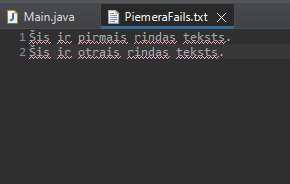 Main.java
PiemeraFails.txt
1 Šis ir pirmais rindas teksts.
2 Šis ir otrais rindas teksts.